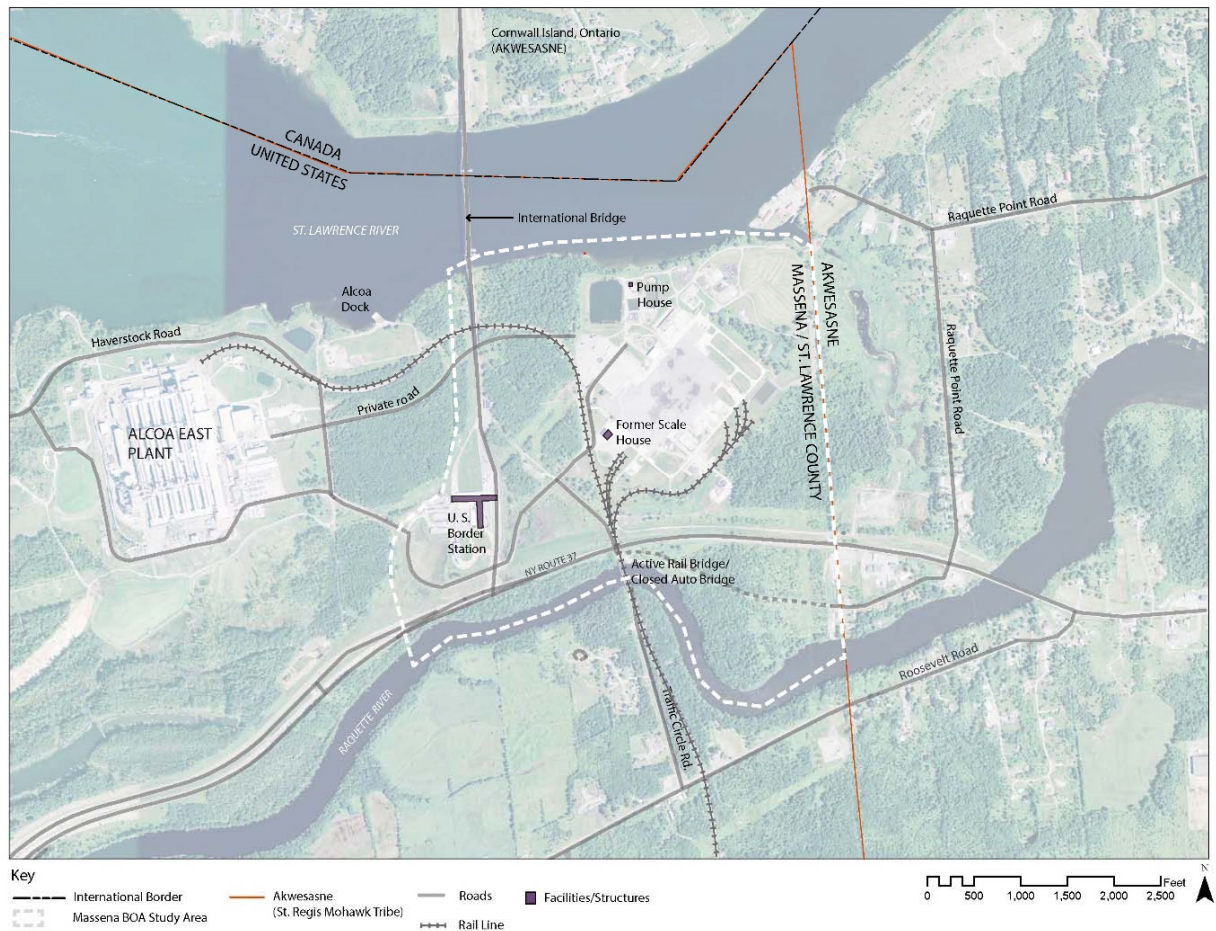 Cornwall Island, Ontario
(AKWESASNE)
CANADA
UNITED STATES
International Bridge
ST. LAWRENCE RIVER
Raquette Point Road
AKWESASNE
MASSENA / ST. LAWRENCE COUNTY
Alcoa
Dock
Pump
House
Haverstock Road
Raquette Point Road
Private road
ALCOA EAST
PLANT
Former Scale
House
U. S.
Border
Station
NY ROUTE 37
Active Rail Bridge/
Closed Auto Bridge
Roosevelt Road
RAQUETTE RIVER
Traffic Circle Rd.
Key
International Border
Massena BOA Study Area
Akwesasne
(St. Regis Mohawk Tribe)
Roads
Rail Line
Facilities/Structures
Feet
0 500 1,000 1,500 2,000 2,500
N